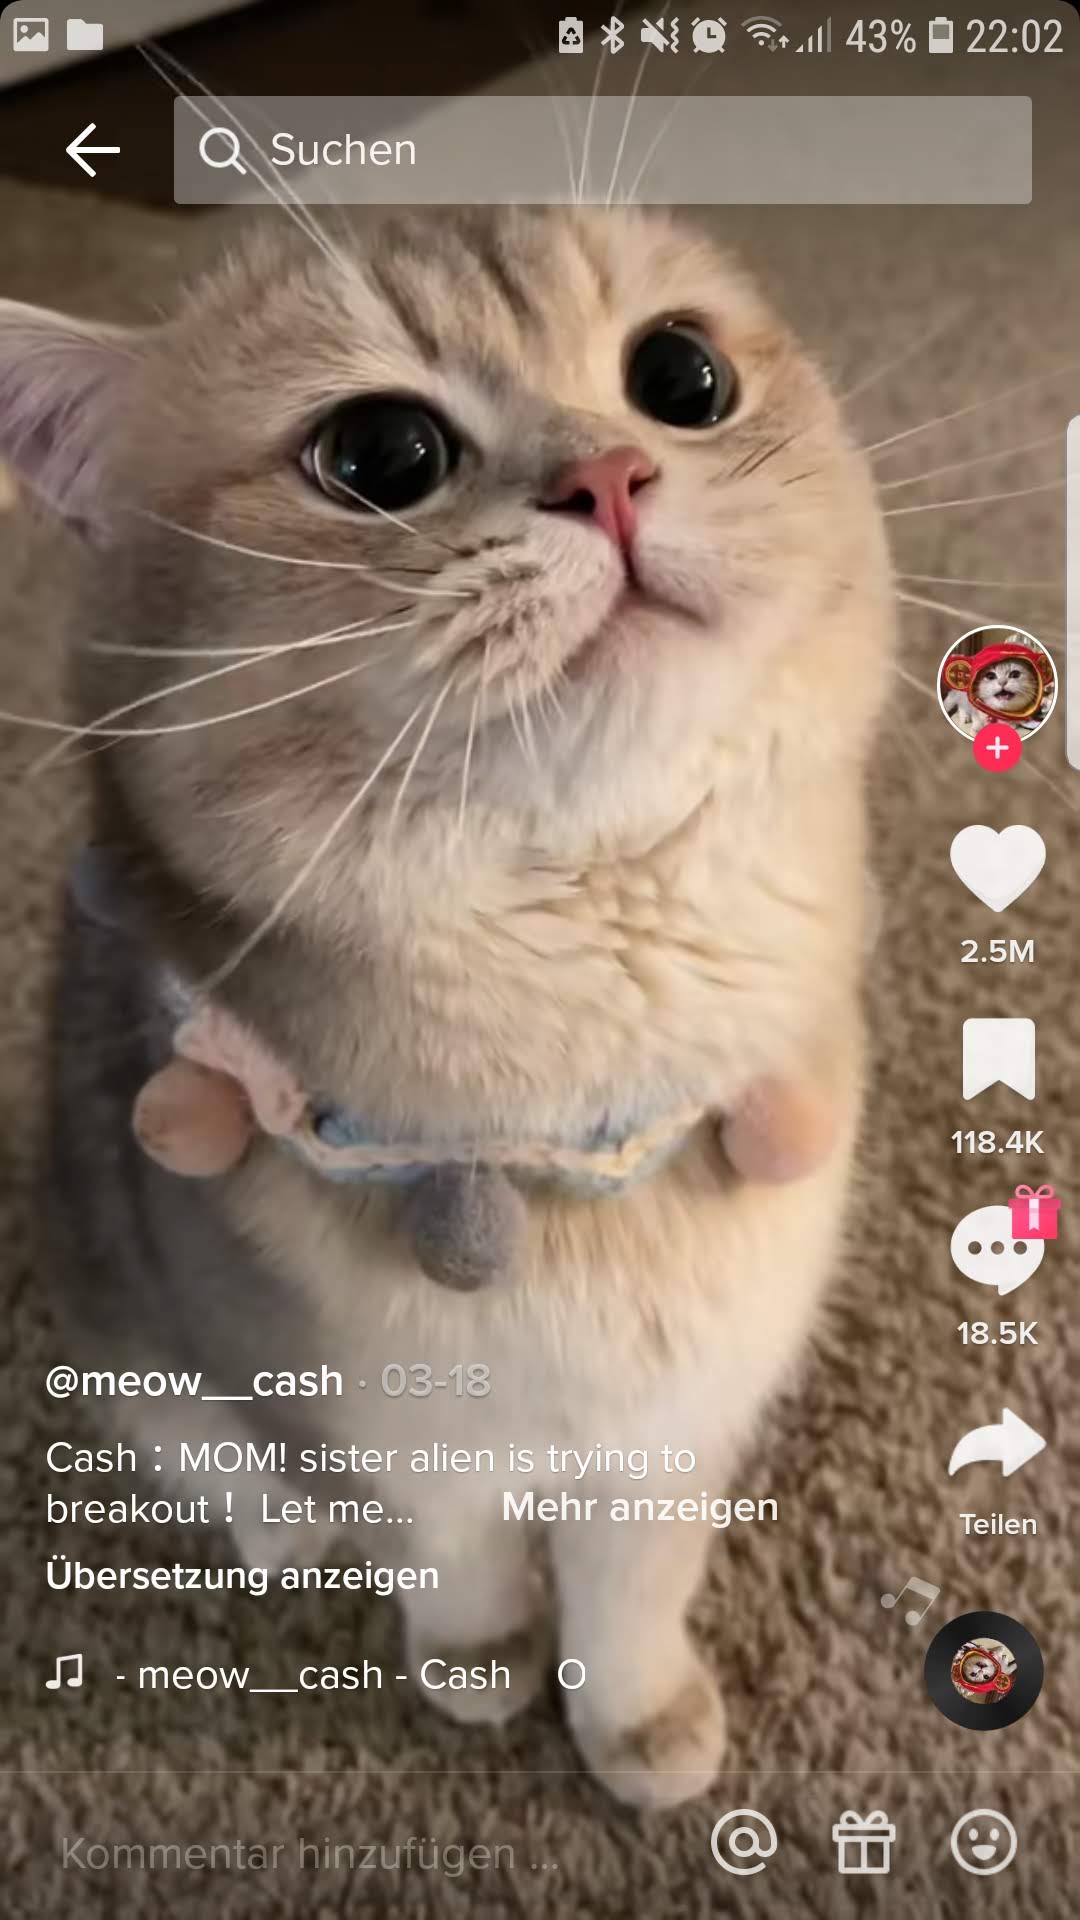 43% 22:02
Suchen
2.5M
118.4K
18.5K
@meow__cash · 03-18
Cash：MOM! sister alien is trying to
breakout！ Let me... Mehr anzeigen
Teilen
Übersetzung anzeigen
- meow__cash - Cash O
Kommentar hinzufügen ...